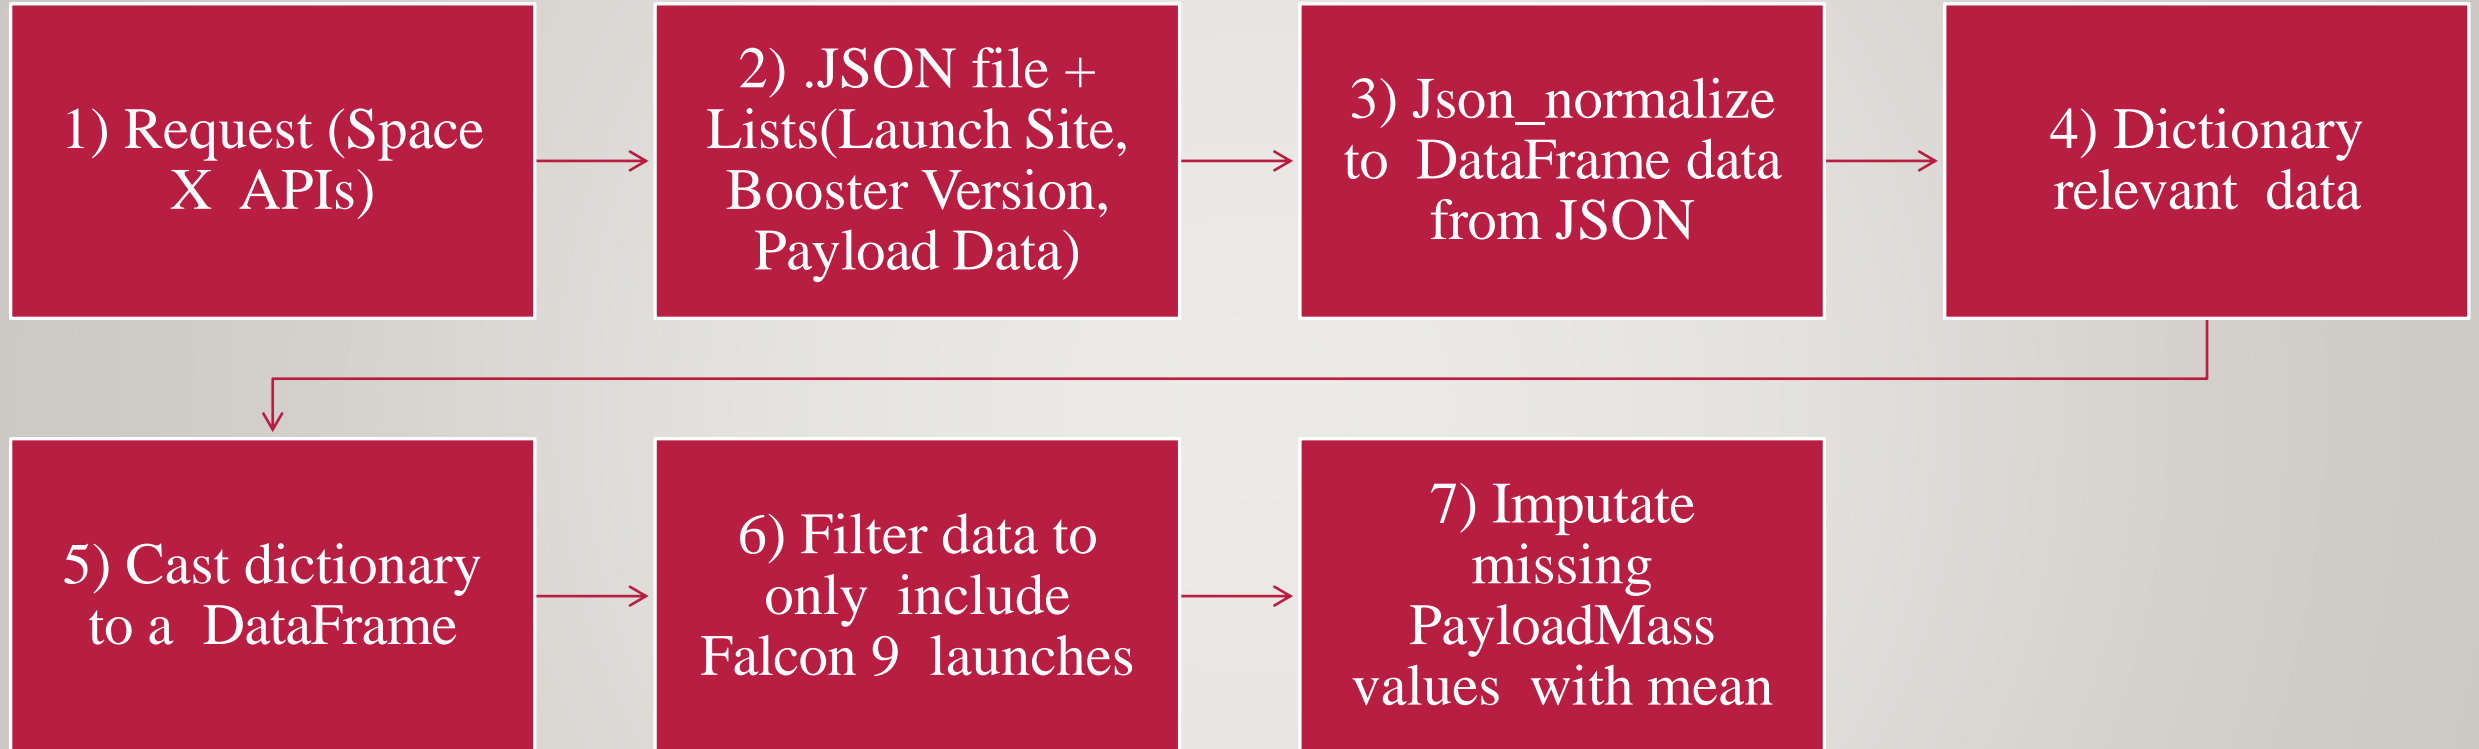 1) Request (Space
X APIs)
2) .JSON file +
Lists(Launch Site,
Booster Version,
Payload Data)
3) Json_normalize
to DataFrame data
from JSON
4) Dictionary
relevant data
5) Cast dictionary
to a DataFrame
6) Filter data to
only include
Falcon 9 launches
7) Imputate
missing
PayloadMass
values with mean